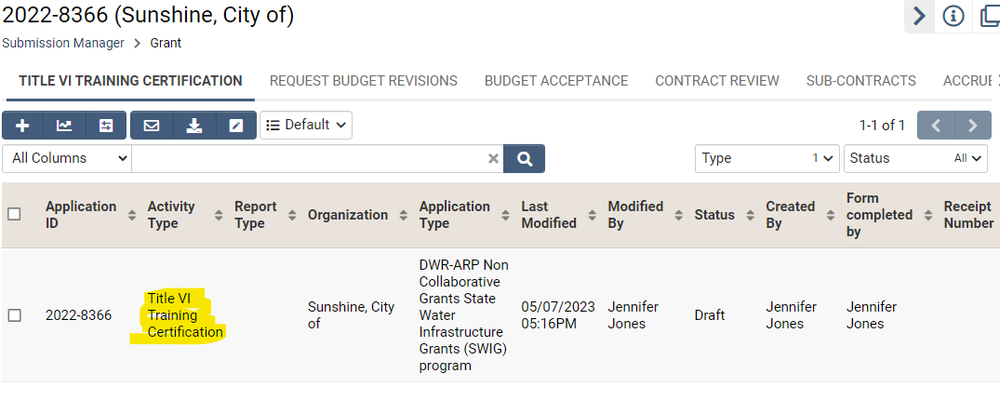 2022-8366 (Sunshine, City of)
Submission Manager > Grant
TITLE VI TRAINING CERTIFICATION REQUEST BUDGET REVISIONS BUDGET ACCEPTANCE CONTRACT REVIEW SUB-CONTRACTS ACCRUE
Default 1-1 of 1
All Columns Type 1 Status All
Application ID
Activity Type
Report Type
Organization
Application Type
Last Modified
Modified By
Status
Created By
Form completed by
Receipt Number
2022-8366
Title VI
Training
Certification
Sunshine, City
of
DWR-ARP Non
Collaborative
Grants State
Water
Infrastructure
Grants (SWIG)
program
05/07/2023
05:16PM
Jennifer
Jones
Draft
Jennifer
Jones
Jennifer
Jones